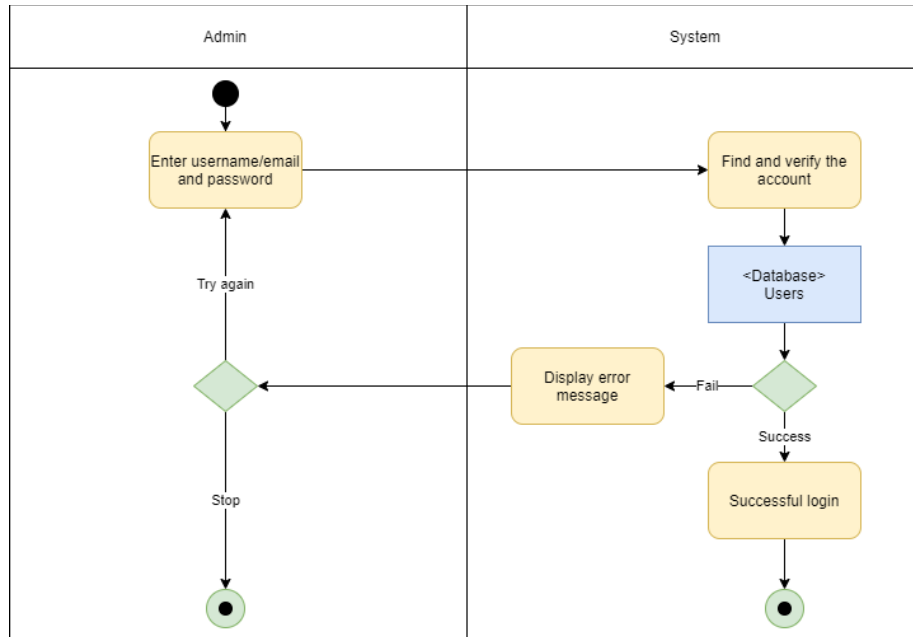 Admin
System
Enter username/email
and password
Find and verify the
account
<Database>
Users
Try again
Display error
message
Fail
Success
Stop
Successful login